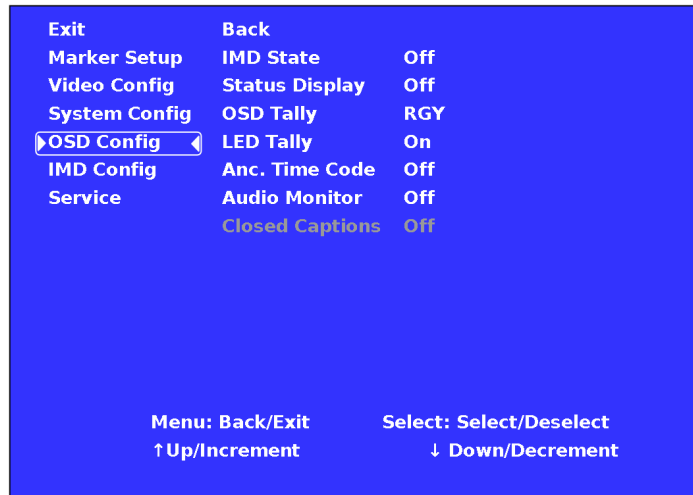 Exit Back
Marker Setup IMD State Off
Video Config Status Display Off
System Config OSD Tally RGY
OSD Config LED Tally On
IMD Config Anc. Time Code Off
Service Audio Monitor Off
Closed Captions Off
Menu: Back/Exit Select: Select/Deselect
↑Up/Increment ↓ Down/Decrement